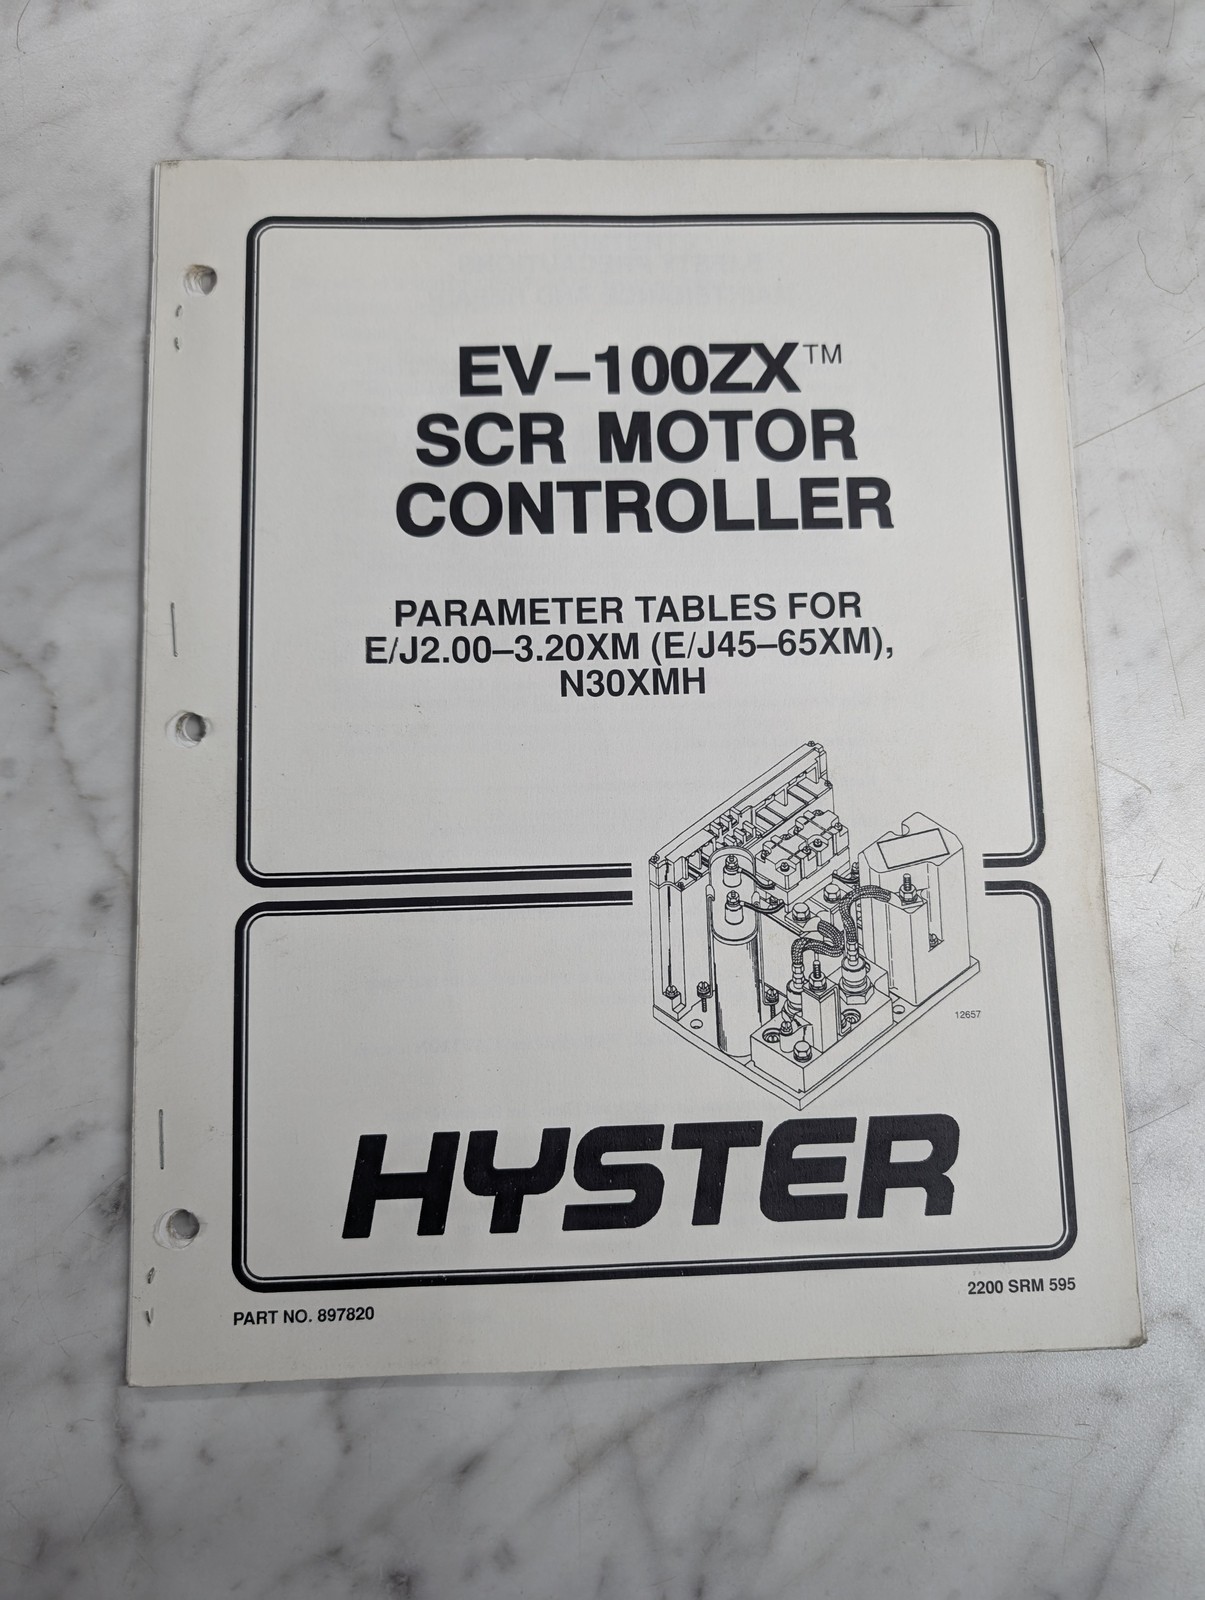 EV–100ZX™
SCR MOTOR
CONTROLLER
PARAMETER TABLES FOR
E/J2.00–3.20XM (E/J45–65XM),
N30XMH
12657
HYSTER
PART NO. 897820
2200 SRM 595